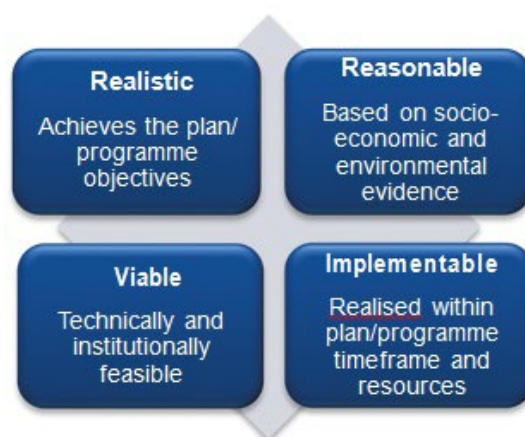 Realistic
Achieves the plan/
programme
objectives
Reasonable
Based on socio-
economic and
environmental
evidence
Viable
Technically and
institutionally
feasible
Implementable
Realised within
plan/programme
timeframe and
resources